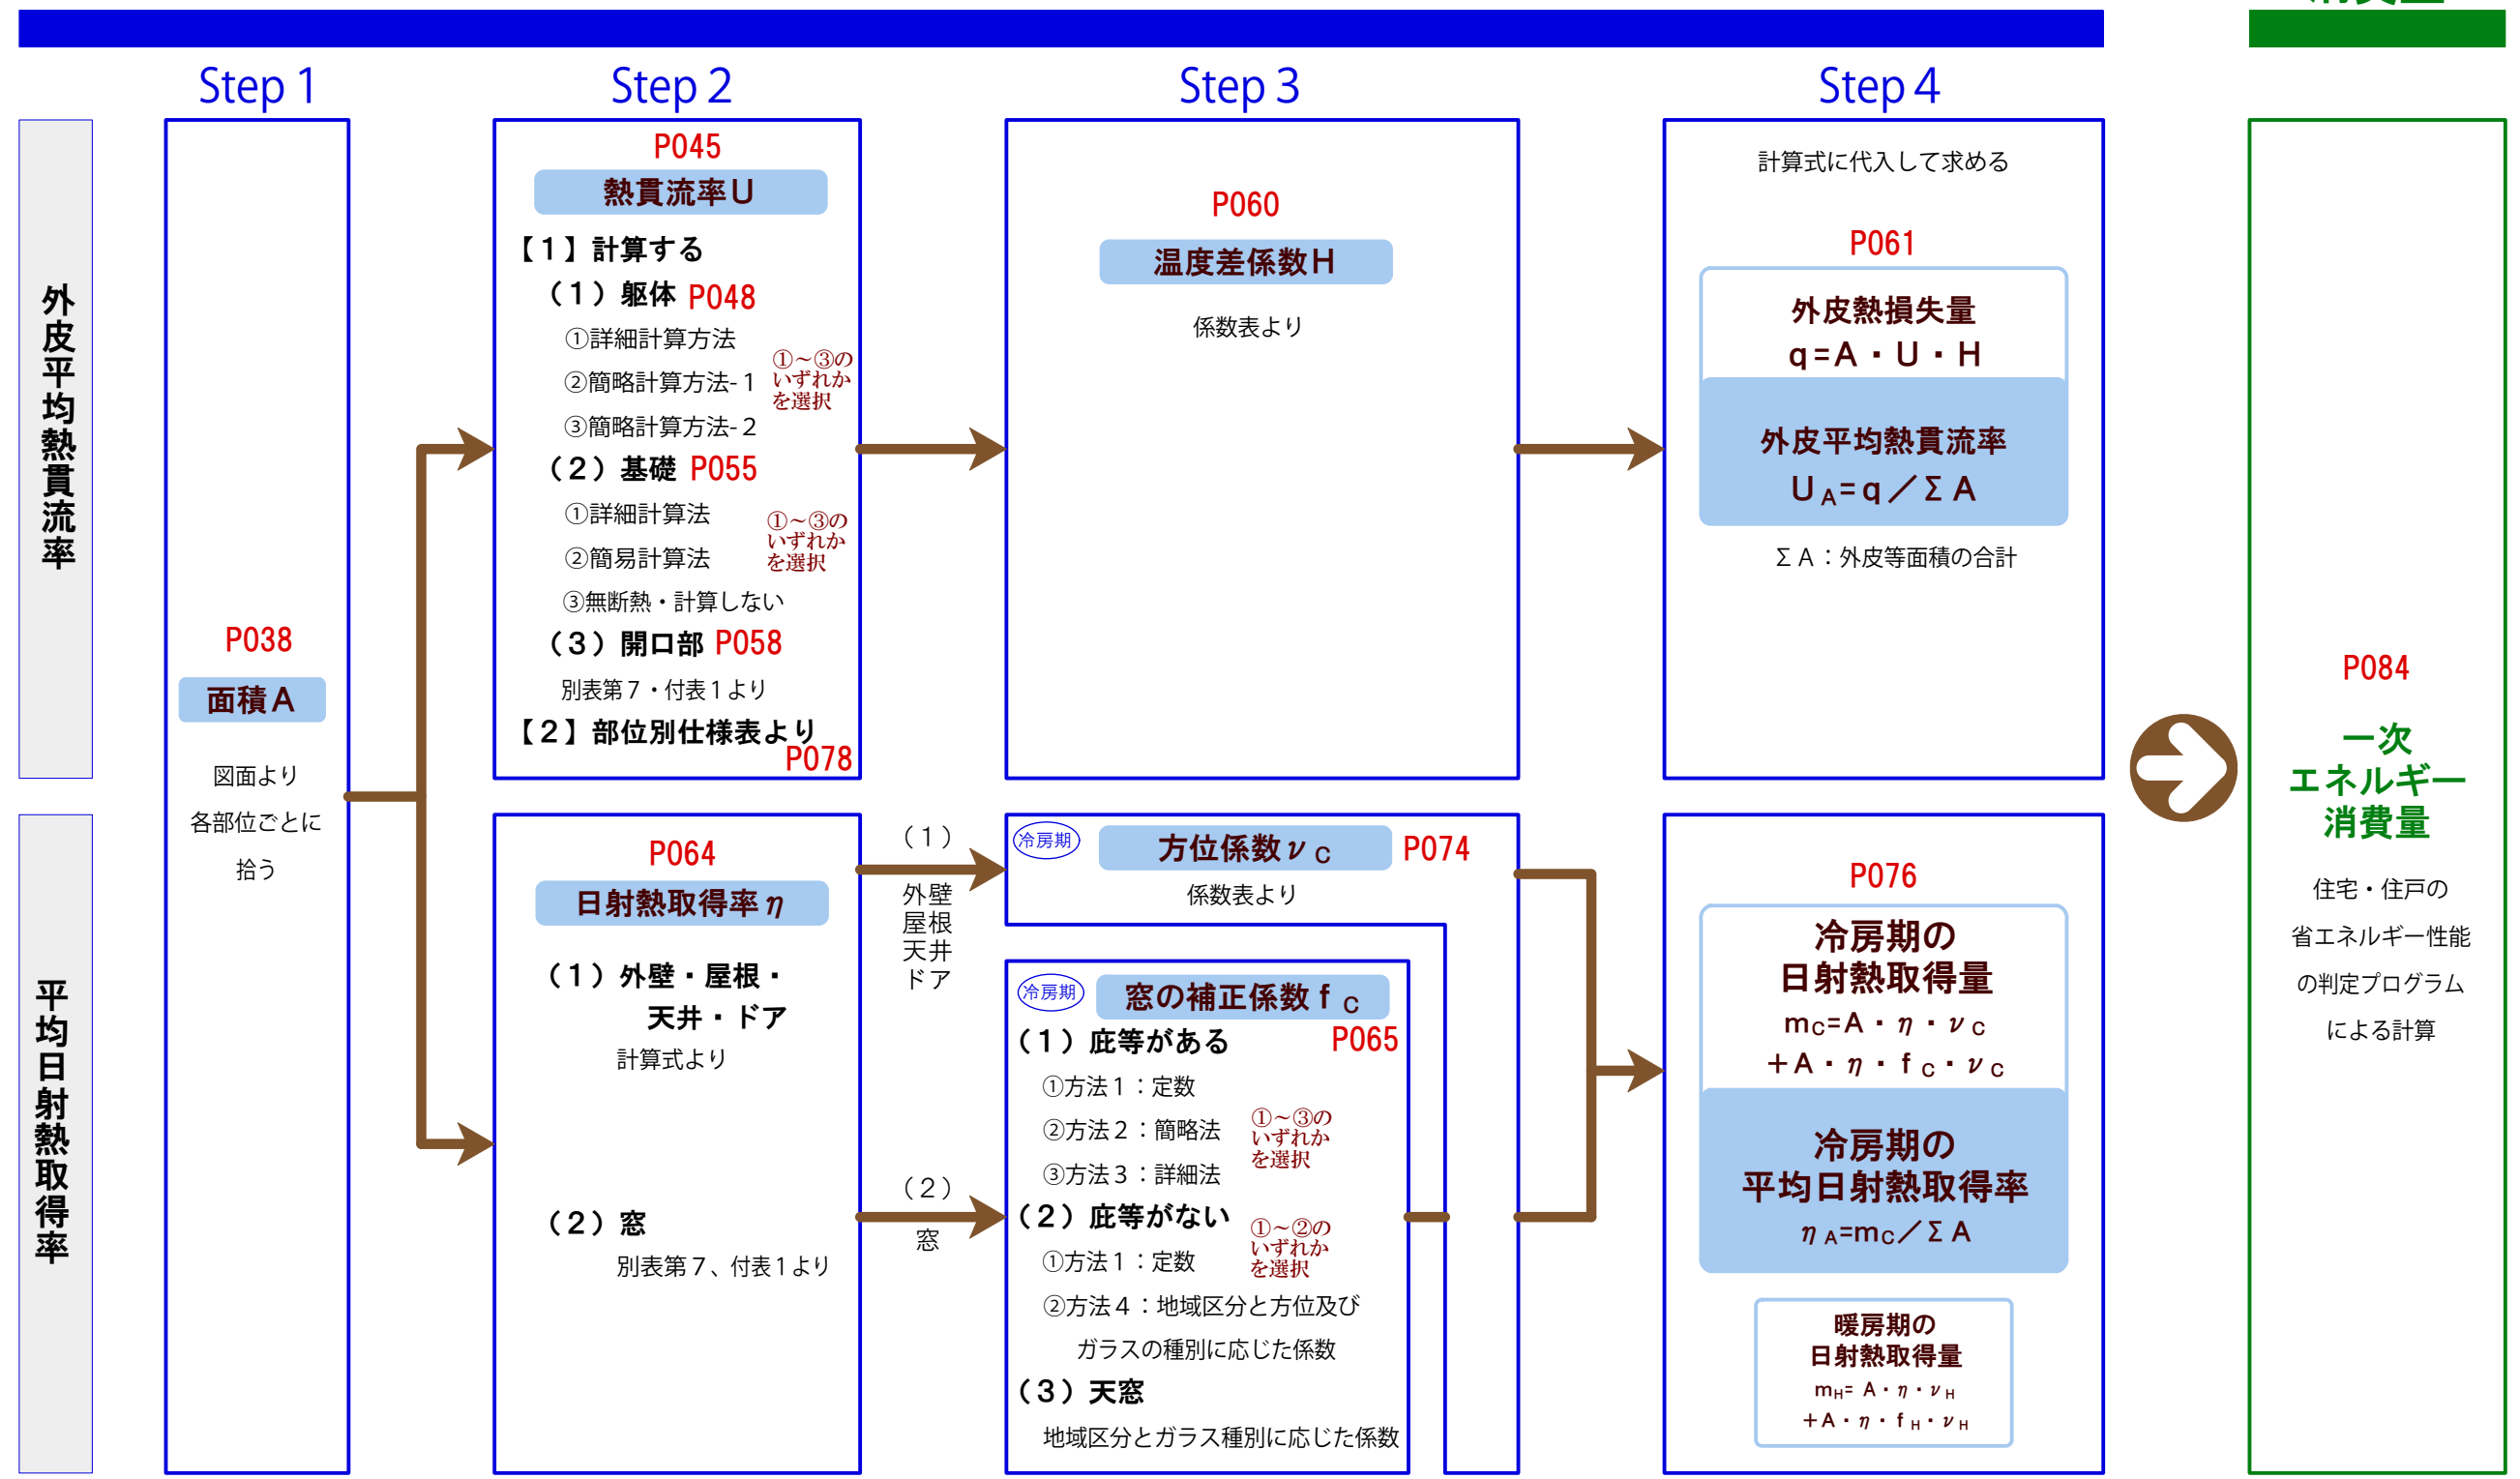 消費量
Step 1
Step 2
Step 3
Step 4
外皮平均熱貫流率
P038
面積A
図面より
各部位ごとに
拾う
P045
熱貫流率U
【1】計算する
(1)躯体 P048
①詳細計算方法
②簡略計算方法-1
③簡略計算方法-2
①~③の
いずれか
を選択
(2)基礎 P055
①詳細計算法
②簡易計算法
③無断熱・計算しない
①~③の
いずれか
を選択
(3)開口部 P058
別表第7・付表1より
【2】部位別仕様表より
P078
P060
温度差係数H
係数表より
計算式に代入して求める
P061
外皮熱損失量
q=A・U・H
外皮平均熱貫流率
UA=q/ΣA
ΣA:外皮等面積の合計
平均日射熱取得率
P064
日射熱取得率η
(1)外壁・屋根・
天井・ドア
計算式より
(2)窓
別表第7、付表1より
(1)
外壁
屋根
天井
ドア
(2)
窓
冷房期
方位係数νC P074
係数表より
冷房期
窓の補正係数fC
(1)庇等がある P065
①方法1:定数
②方法2:簡略法
③方法3:詳細法
①~③の
いずれか
を選択
(2)庇等がない
①方法1:定数
①~②の
いずれか
を選択
②方法4:地域区分と方位及び
ガラスの種別に応じた係数
(3)天窓
地域区分とガラス種別に応じた係数
P076
冷房期の
日射熱取得量
mC=A・η・νC
+A・η・fC・νC
冷房期の
平均日射熱取得率
ηA=mC/ΣA
暖房期の
日射熱取得量
mH= A・η・νH
+A・η・fH・νH
P084
一次
エネルギー
消費量
住宅・住戸の
省エネルギー性能
の判定プログラム
による計算